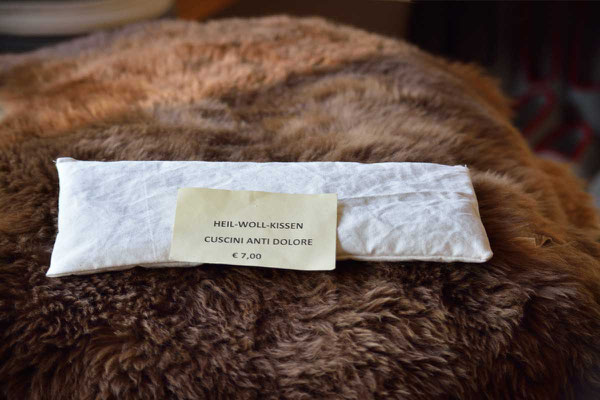 HEIL-WOLL-KISSEN
CUSCINI ANTI DOLORE
€ 7,00